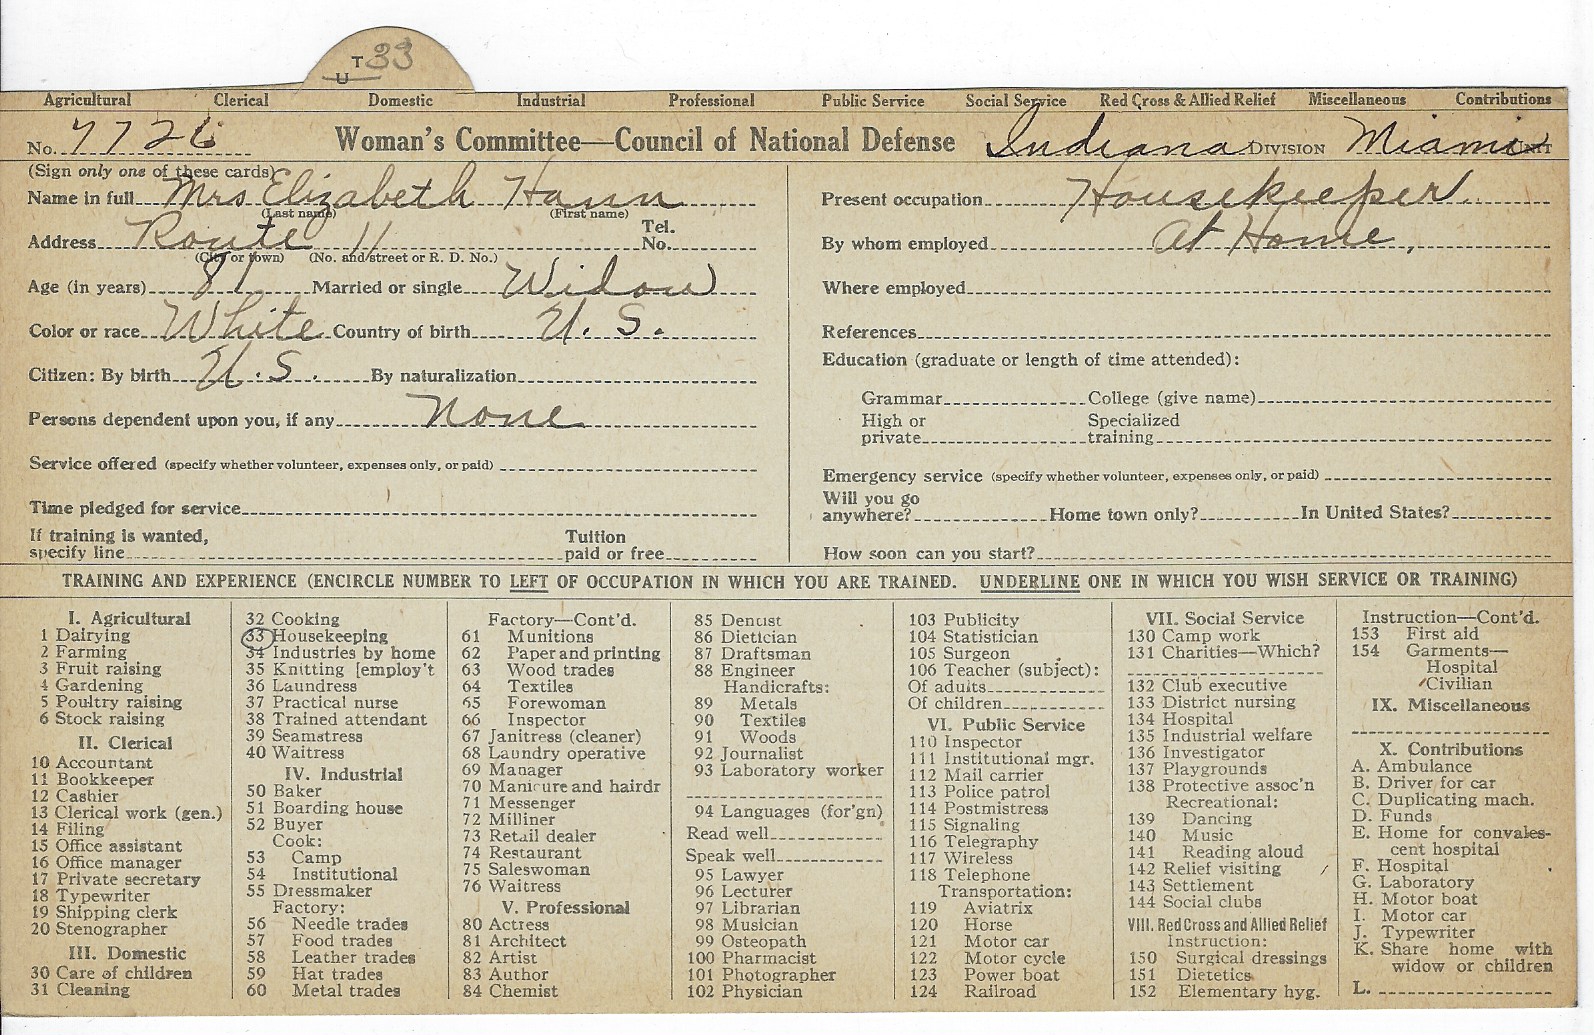 T 33
U
Agricultural Clerical Domestic Industrial Professional Public Service Social Service Red Cross & Allied Relief Miscellaneous Contributions
No. 7726 Woman's Committee—Council of National Defense Indiana DIVISION Miami UNIT
(Sign only one of these cards)
Name in full Mrs Elizabeth Hann
(Last name) (First name)
Address Route 11 Tel. No.
(City or town) (No. and street or R. D. No.)
Age (in years) 81 Married or single Widow
Color or race White Country of birth U. S.
Citizen: By birth U. S. By naturalization
Persons dependent upon you, if any None
Service offered (specify whether volunteer, expenses only, or paid)
Time pledged for service
If training is wanted, specify line Tuition paid or free
Present occupation Housekeeper
By whom employed At Home,
Where employed
References
Education (graduate or length of time attended):
Grammar College (give name)
High or private Specialized training
Emergency service (specify whether volunteer, expenses only, or paid)
Will you go anywhere? Home town only? In United States?
How soon can you start?
TRAINING AND EXPERIENCE (ENCIRCLE NUMBER TO LEFT OF OCCUPATION IN WHICH YOU ARE TRAINED. UNDERLINE ONE IN WHICH YOU WISH SERVICE OR TRAINING)
I. Agricultural
1 Dairying
2 Farming
3 Fruit raising
4 Gardening
5 Poultry raising
6 Stock raising
II. Clerical
10 Accountant
11 Bookkeeper
12 Cashier
13 Clerical work (gen.)
14 Filing
15 Office assistant
16 Office manager
17 Private secretary
18 Typewriter
19 Shipping clerk
20 Stenographer
III. Domestic
30 Care of children
31 Cleaning
32 Cooking
33 Housekeeping
34 Industries by home
35 Knitting [employ't
36 Laundress
37 Practical nurse
38 Trained attendant
39 Seamstress
40 Waitress
IV. Industrial
50 Baker
51 Boarding house
52 Buyer
Cook:
53 Camp
54 Institutional
55 Dressmaker
Factory:
56 Needle trades
57 Food trades
58 Leather trades
59 Hat trades
60 Metal trades
Factory—Cont'd.
61 Munitions
62 Paper and printing
63 Wood trades
64 Textiles
65 Forewoman
66 Inspector
67 Janitress (cleaner)
68 Laundry operative
69 Manager
70 Manicure and hairdr
71 Messenger
72 Milliner
73 Retail dealer
74 Restaurant
75 Saleswoman
76 Waitress
V. Professional
80 Actress
81 Architect
82 Artist
83 Author
84 Chemist
85 Dentist
86 Dietician
87 Draftsman
88 Engineer
Handicrafts:
89 Metals
90 Textiles
91 Woods
92 Journalist
93 Laboratory worker
94 Languages (for'gn)
Read well
Speak well
95 Lawyer
96 Lecturer
97 Librarian
98 Musician
99 Osteopath
100 Pharmacist
101 Photographer
102 Physician
103 Publicity
104 Statistician
105 Surgeon
106 Teacher (subject):
Of adults
Of children
VI. Public Service
110 Inspector
111 Institutional mgr.
112 Mail carrier
113 Police patrol
114 Postmistress
115 Signaling
116 Telegraphy
117 Wireless
118 Telephone
Transportation:
119 Aviatrix
120 Horse
121 Motor car
122 Motor cycle
123 Power boat
124 Railroad
VII. Social Service
130 Camp work
131 Charities—Which?
132 Club executive
133 District nursing
134 Hospital
135 Industrial welfare
136 Investigator
137 Playgrounds
138 Protective assoc'n
Recreational:
139 Dancing
140 Music
141 Reading aloud
142 Relief visiting
143 Settlement
144 Social clubs
VIII. Red Cross and Allied Relief
Instruction:
150 Surgical dressings
151 Dietetics
152 Elementary hyg.
Instruction—Cont'd.
153 First aid
154 Garments—
Hospital
Civilian
IX. Miscellaneous
X. Contributions
A. Ambulance
B. Driver for car
C. Duplicating mach.
D. Funds
E. Home for convales-
cent hospital
F. Hospital
G. Laboratory
H. Motor boat
I. Motor car
J. Typewriter
K. Share home with
widow or children
L.